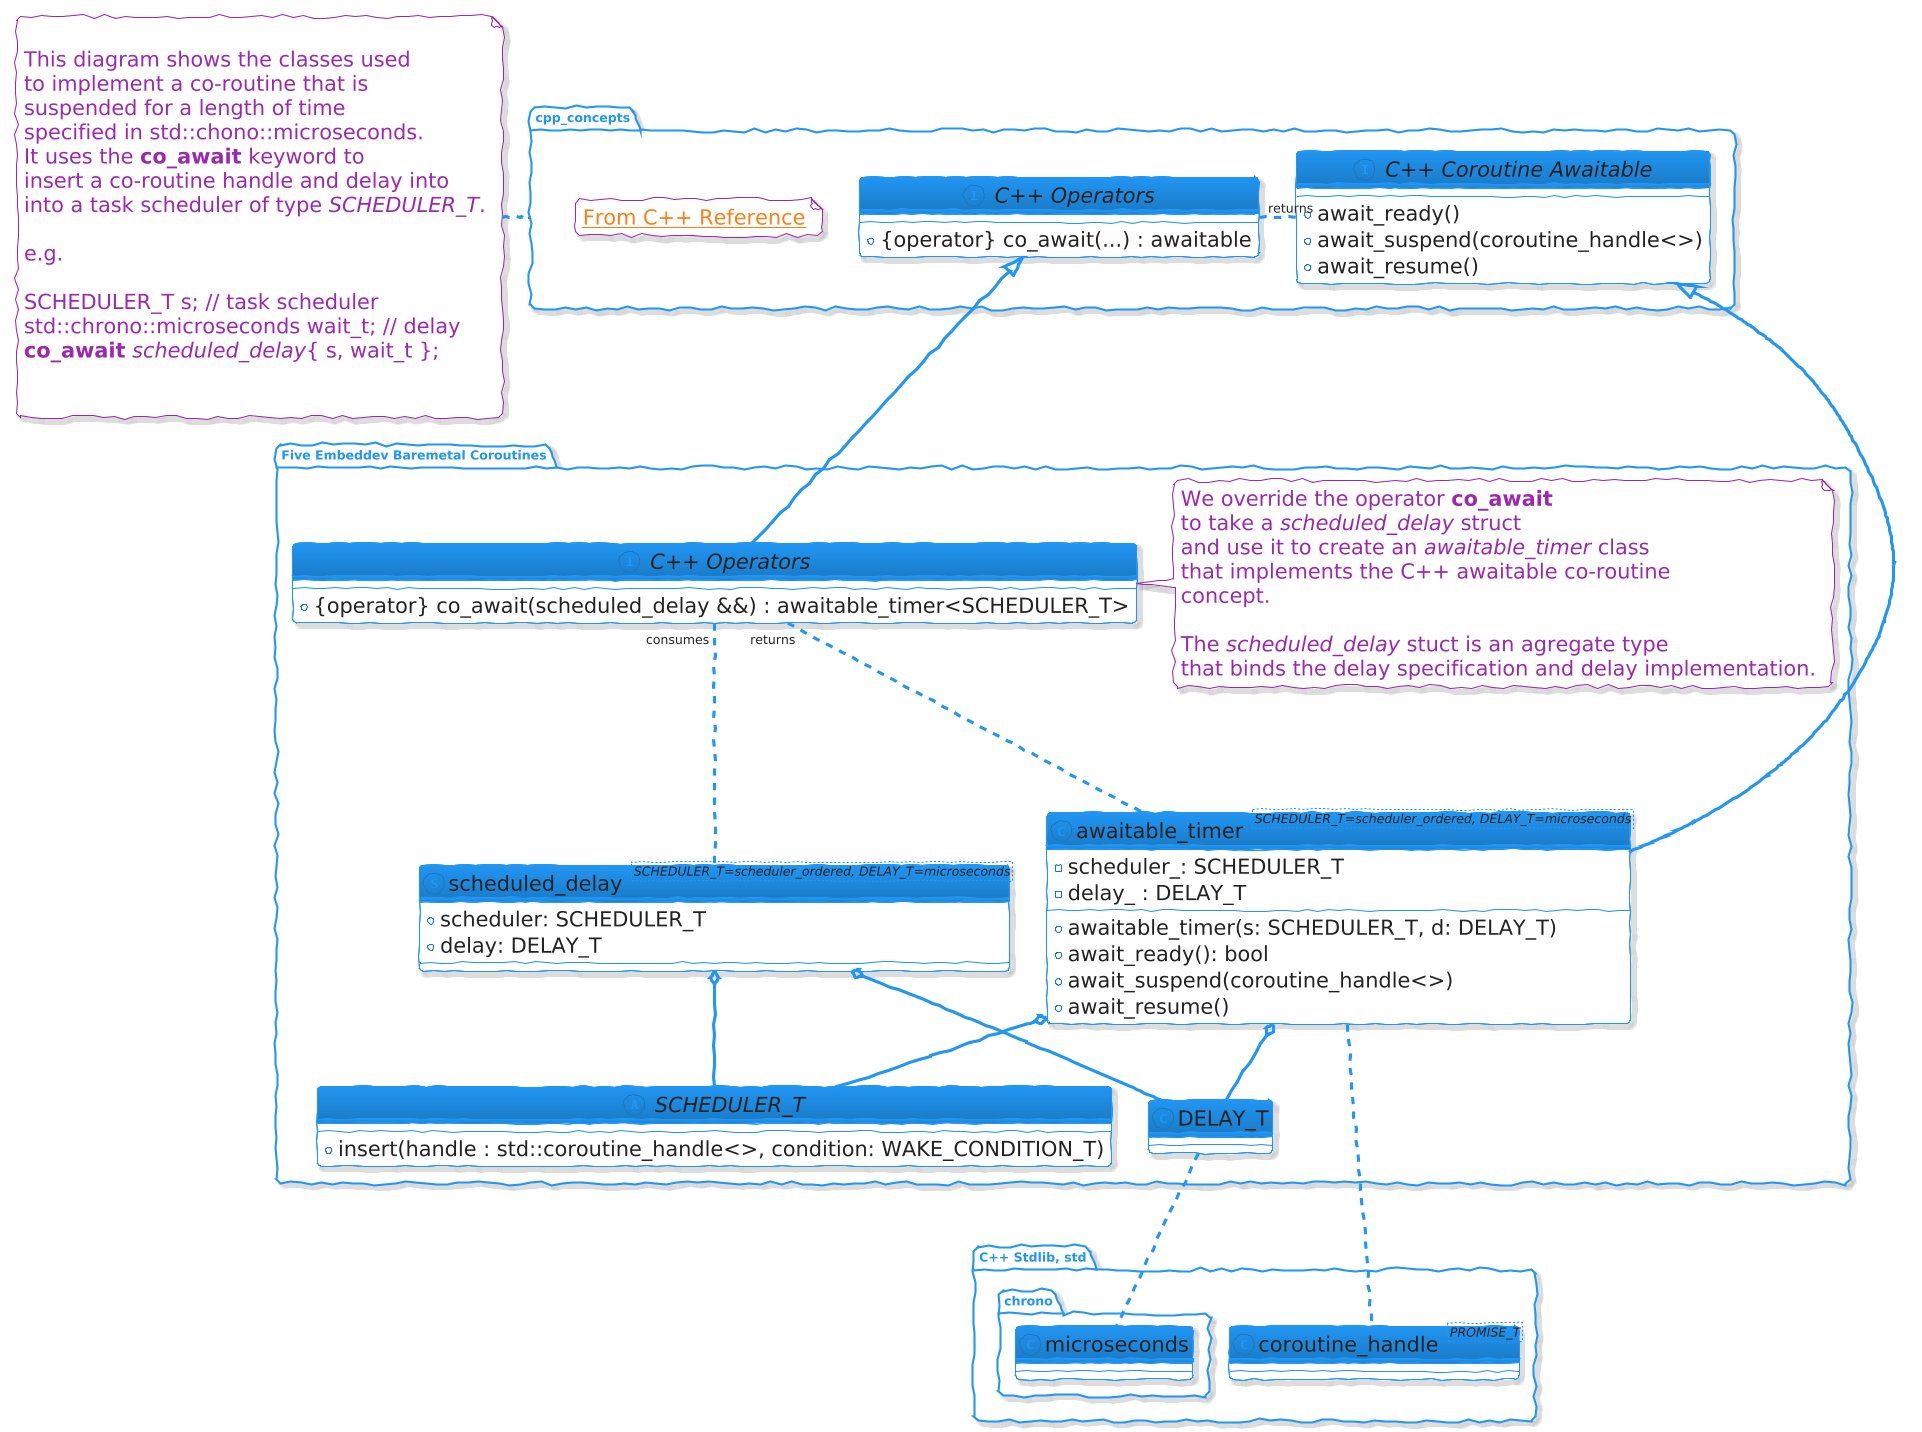 This diagram shows the classes used
to implement a co-routine that is
suspended for a length of time
specified in std::chono::microseconds.
It uses the co_await keyword to
insert a co-routine handle and delay into
into a task scheduler of type SCHEDULER_T.
e.g.
SCHEDULER_T s; // task scheduler
std::chrono::microseconds wait_t; // delay
co_await scheduled_delay{ s, wait_t };
cpp_concepts
From C++ Reference
I C++ Operators
{operator} co_await(...) : awaitable
returns
I C++ Coroutine Awaitable
await_ready()
await_suspend(coroutine_handle<>)
await_resume()
Five Embeddev Baremetal Coroutines
I C++ Operators
{operator} co_await(scheduled_delay &&) : awaitable_timer<SCHEDULER_T>
We override the operator co_await
to take a scheduled_delay struct
and use it to create an awaitable_timer class
that implements the C++ awaitable co-routine
concept.
The scheduled_delay stuct is an agregate type
that binds the delay specification and delay implementation.
consumes
returns
S scheduled_delay
SCHEDULER_T=scheduler_ordered, DELAY_T=microseconds
scheduler: SCHEDULER_T
delay: DELAY_T
C awaitable_timer
SCHEDULER_T=scheduler_ordered, DELAY_T=microseconds
scheduler_: SCHEDULER_T
delay_ : DELAY_T
awaitable_timer(s: SCHEDULER_T, d: DELAY_T)
await_ready(): bool
await_suspend(coroutine_handle<>)
await_resume()
A SCHEDULER_T
insert(handle : std::coroutine_handle<>, condition: WAKE_CONDITION_T)
C DELAY_T
C++ Stdlib, std
chrono
C microseconds
C coroutine_handle
PROMISE_T